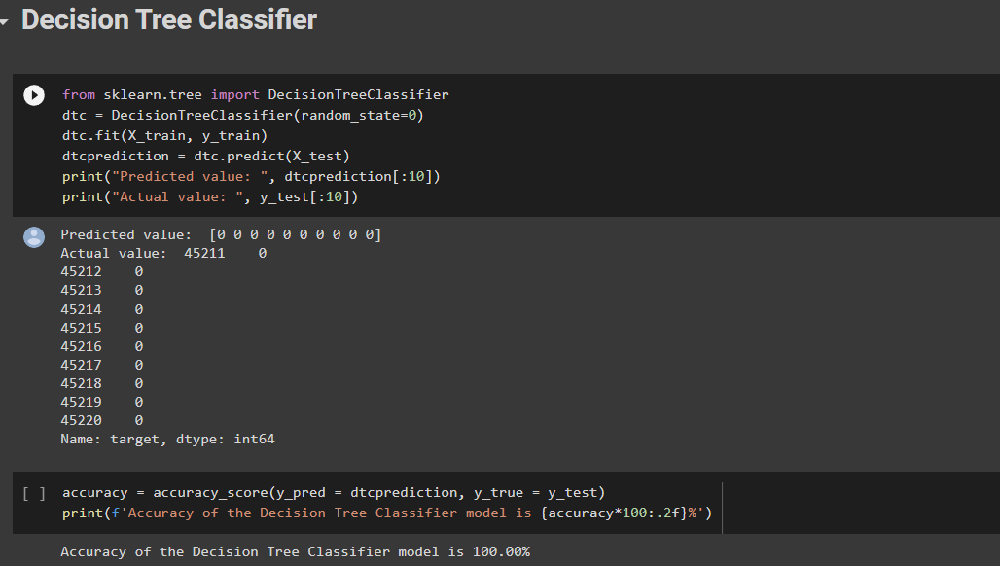 Decision Tree Classifier
from sklearn.tree import DecisionTreeClassifier
dtc = DecisionTreeClassifier(random_state=0)
dtc.fit(X_train, y_train)
dtcprediction = dtc.predict(X_test)
print("Predicted value: ", dtcprediction[:10])
print("Actual value: ", y_test[:10])
Predicted value:  [0 0 0 0 0 0 0 0 0 0]
Actual value:  45211    0
45212    0
45213    0
45214    0
45215    0
45216    0
45217    0
45218    0
45219    0
45220    0
Name: target, dtype: int64
[ ] accuracy = accuracy_score(y_pred = dtcprediction, y_true = y_test)
print(f'Accuracy of the Decision Tree Classifier model is {accuracy*100:.2f}%')
Accuracy of the Decision Tree Classifier model is 100.00%